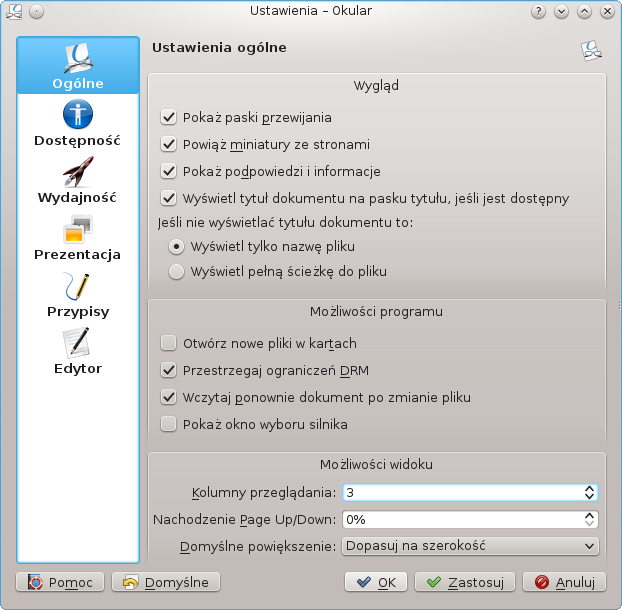 Ustawienia – Okular
Ogólne
Dostępność
Wydajność
Prezentacja
Przypisy
Edytor
Ustawienia ogólne
Wygląd
Pokaż paski przewijania
Powiąż miniatury ze stronami
Pokaż podpowiedzi i informacje
Wyświetl tytuł dokumentu na pasku tytułu, jeśli jest dostępny
Jeśli nie wyświetlać tytułu dokumentu to:
Wyświetl tylko nazwę pliku
Wyświetl pełną ścieżkę do pliku
Możliwości programu
Otwórz nowe pliki w kartach
Przestrzegaj ograniczeń DRM
Wczytaj ponownie dokument po zmianie pliku
Pokaż okno wyboru silnika
Możliwości widoku
Kolumny przeglądania: 3
Nachodzenie Page Up/Down: 0%
Domyślne powiększenie: Dopasuj na szerokość
Pomoc Domyślne OK Zastosuj Anuluj